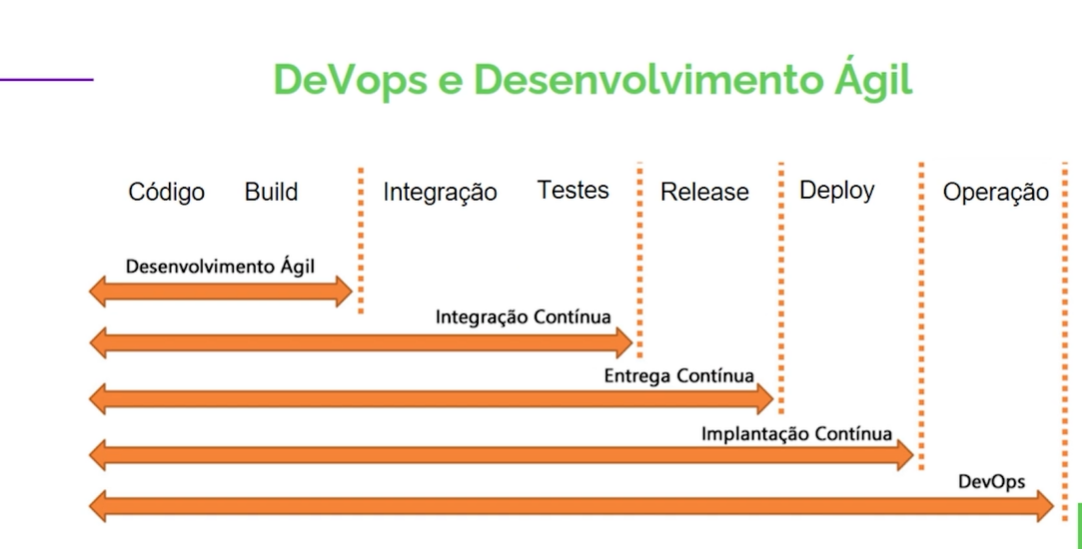 DeVops e Desenvolvimento Ágil
Código Build Integração Testes Release Deploy Operação
Desenvolvimento Ágil
Integração Contínua
Entrega Contínua
Implantação Contínua
DevOps